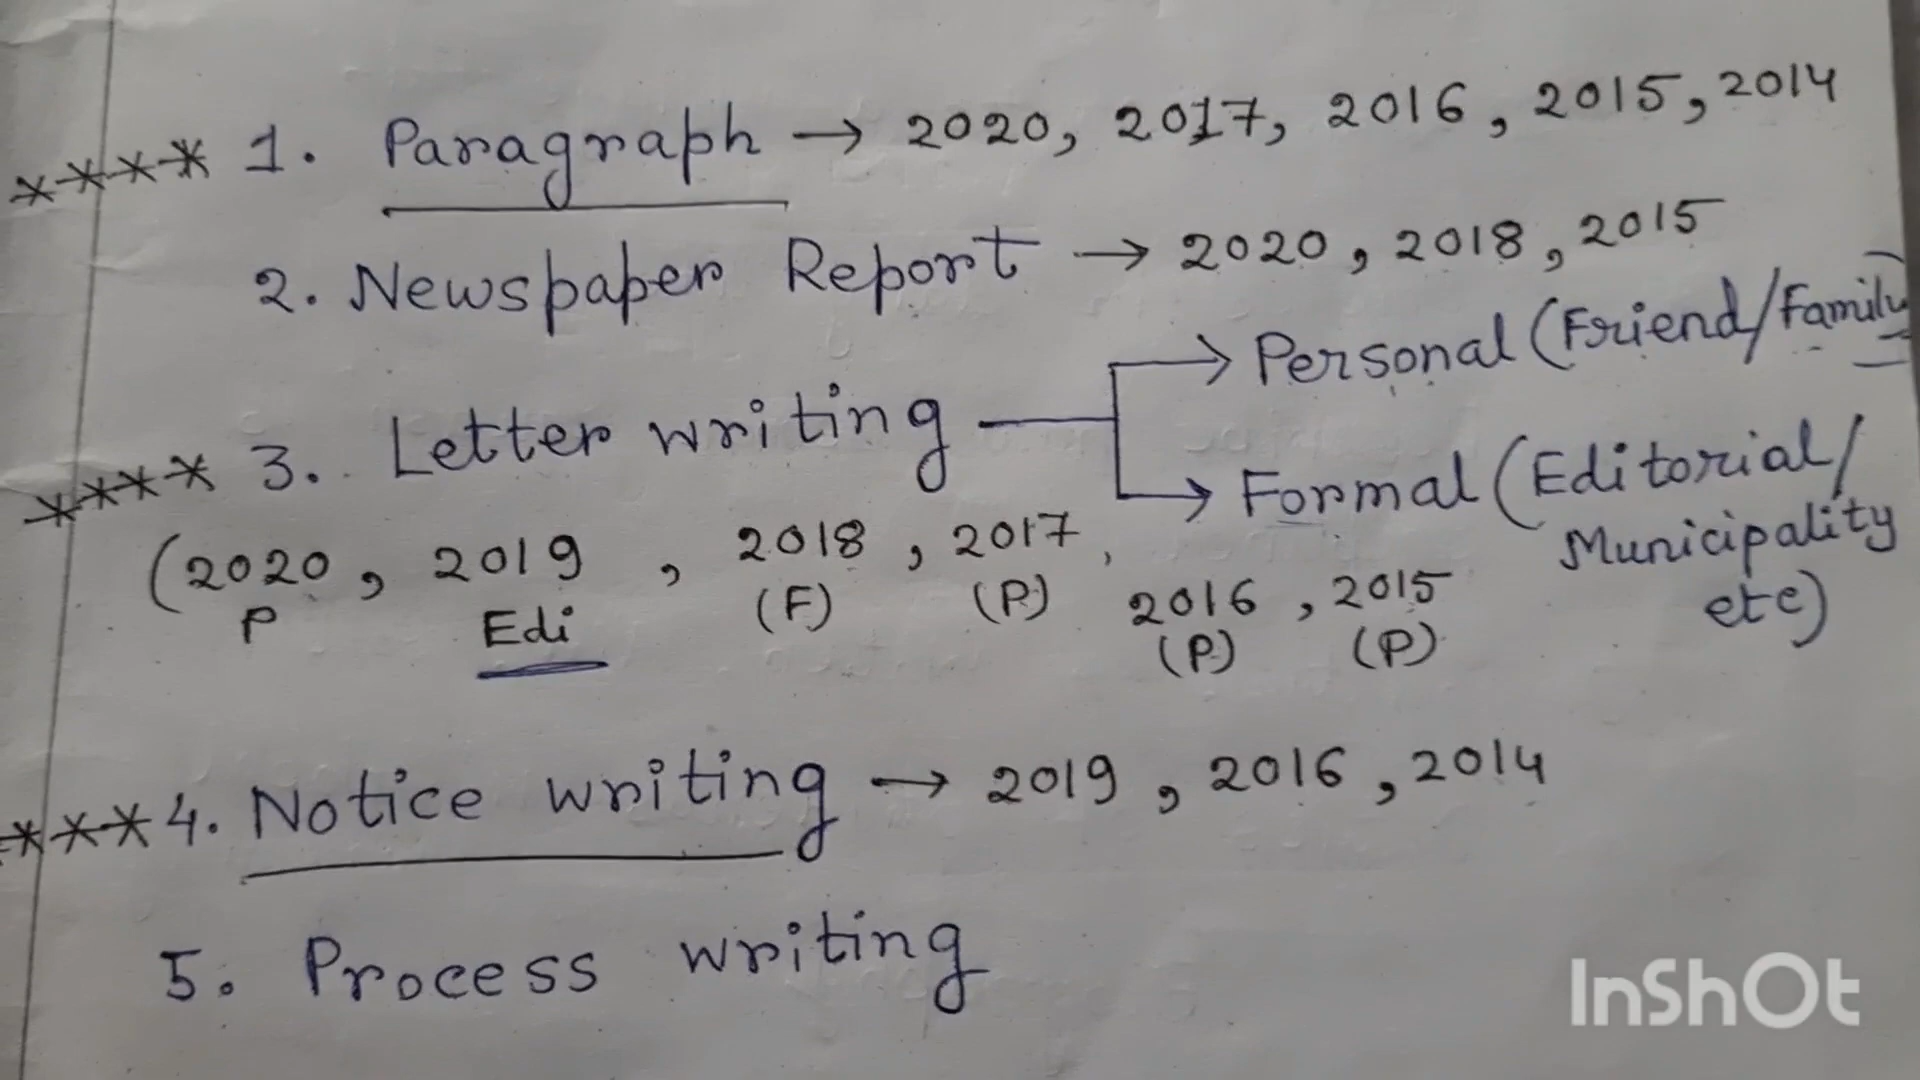 **** 1. Paragraph → 2020, 2017, 2016, 2015, 2014
2. Newspaper Report → 2020, 2018, 2015
→ Personal (Friend/Family)
**** 3. Letter writing
→ Formal (Editorial/
Municipality
etc)
(2020, 2019, 2018, 2017,
P Edi (F) (P)
2016, 2015
(P) (P)
*** 4. Notice writing → 2019, 2016, 2014
5. Process writing
InShOt